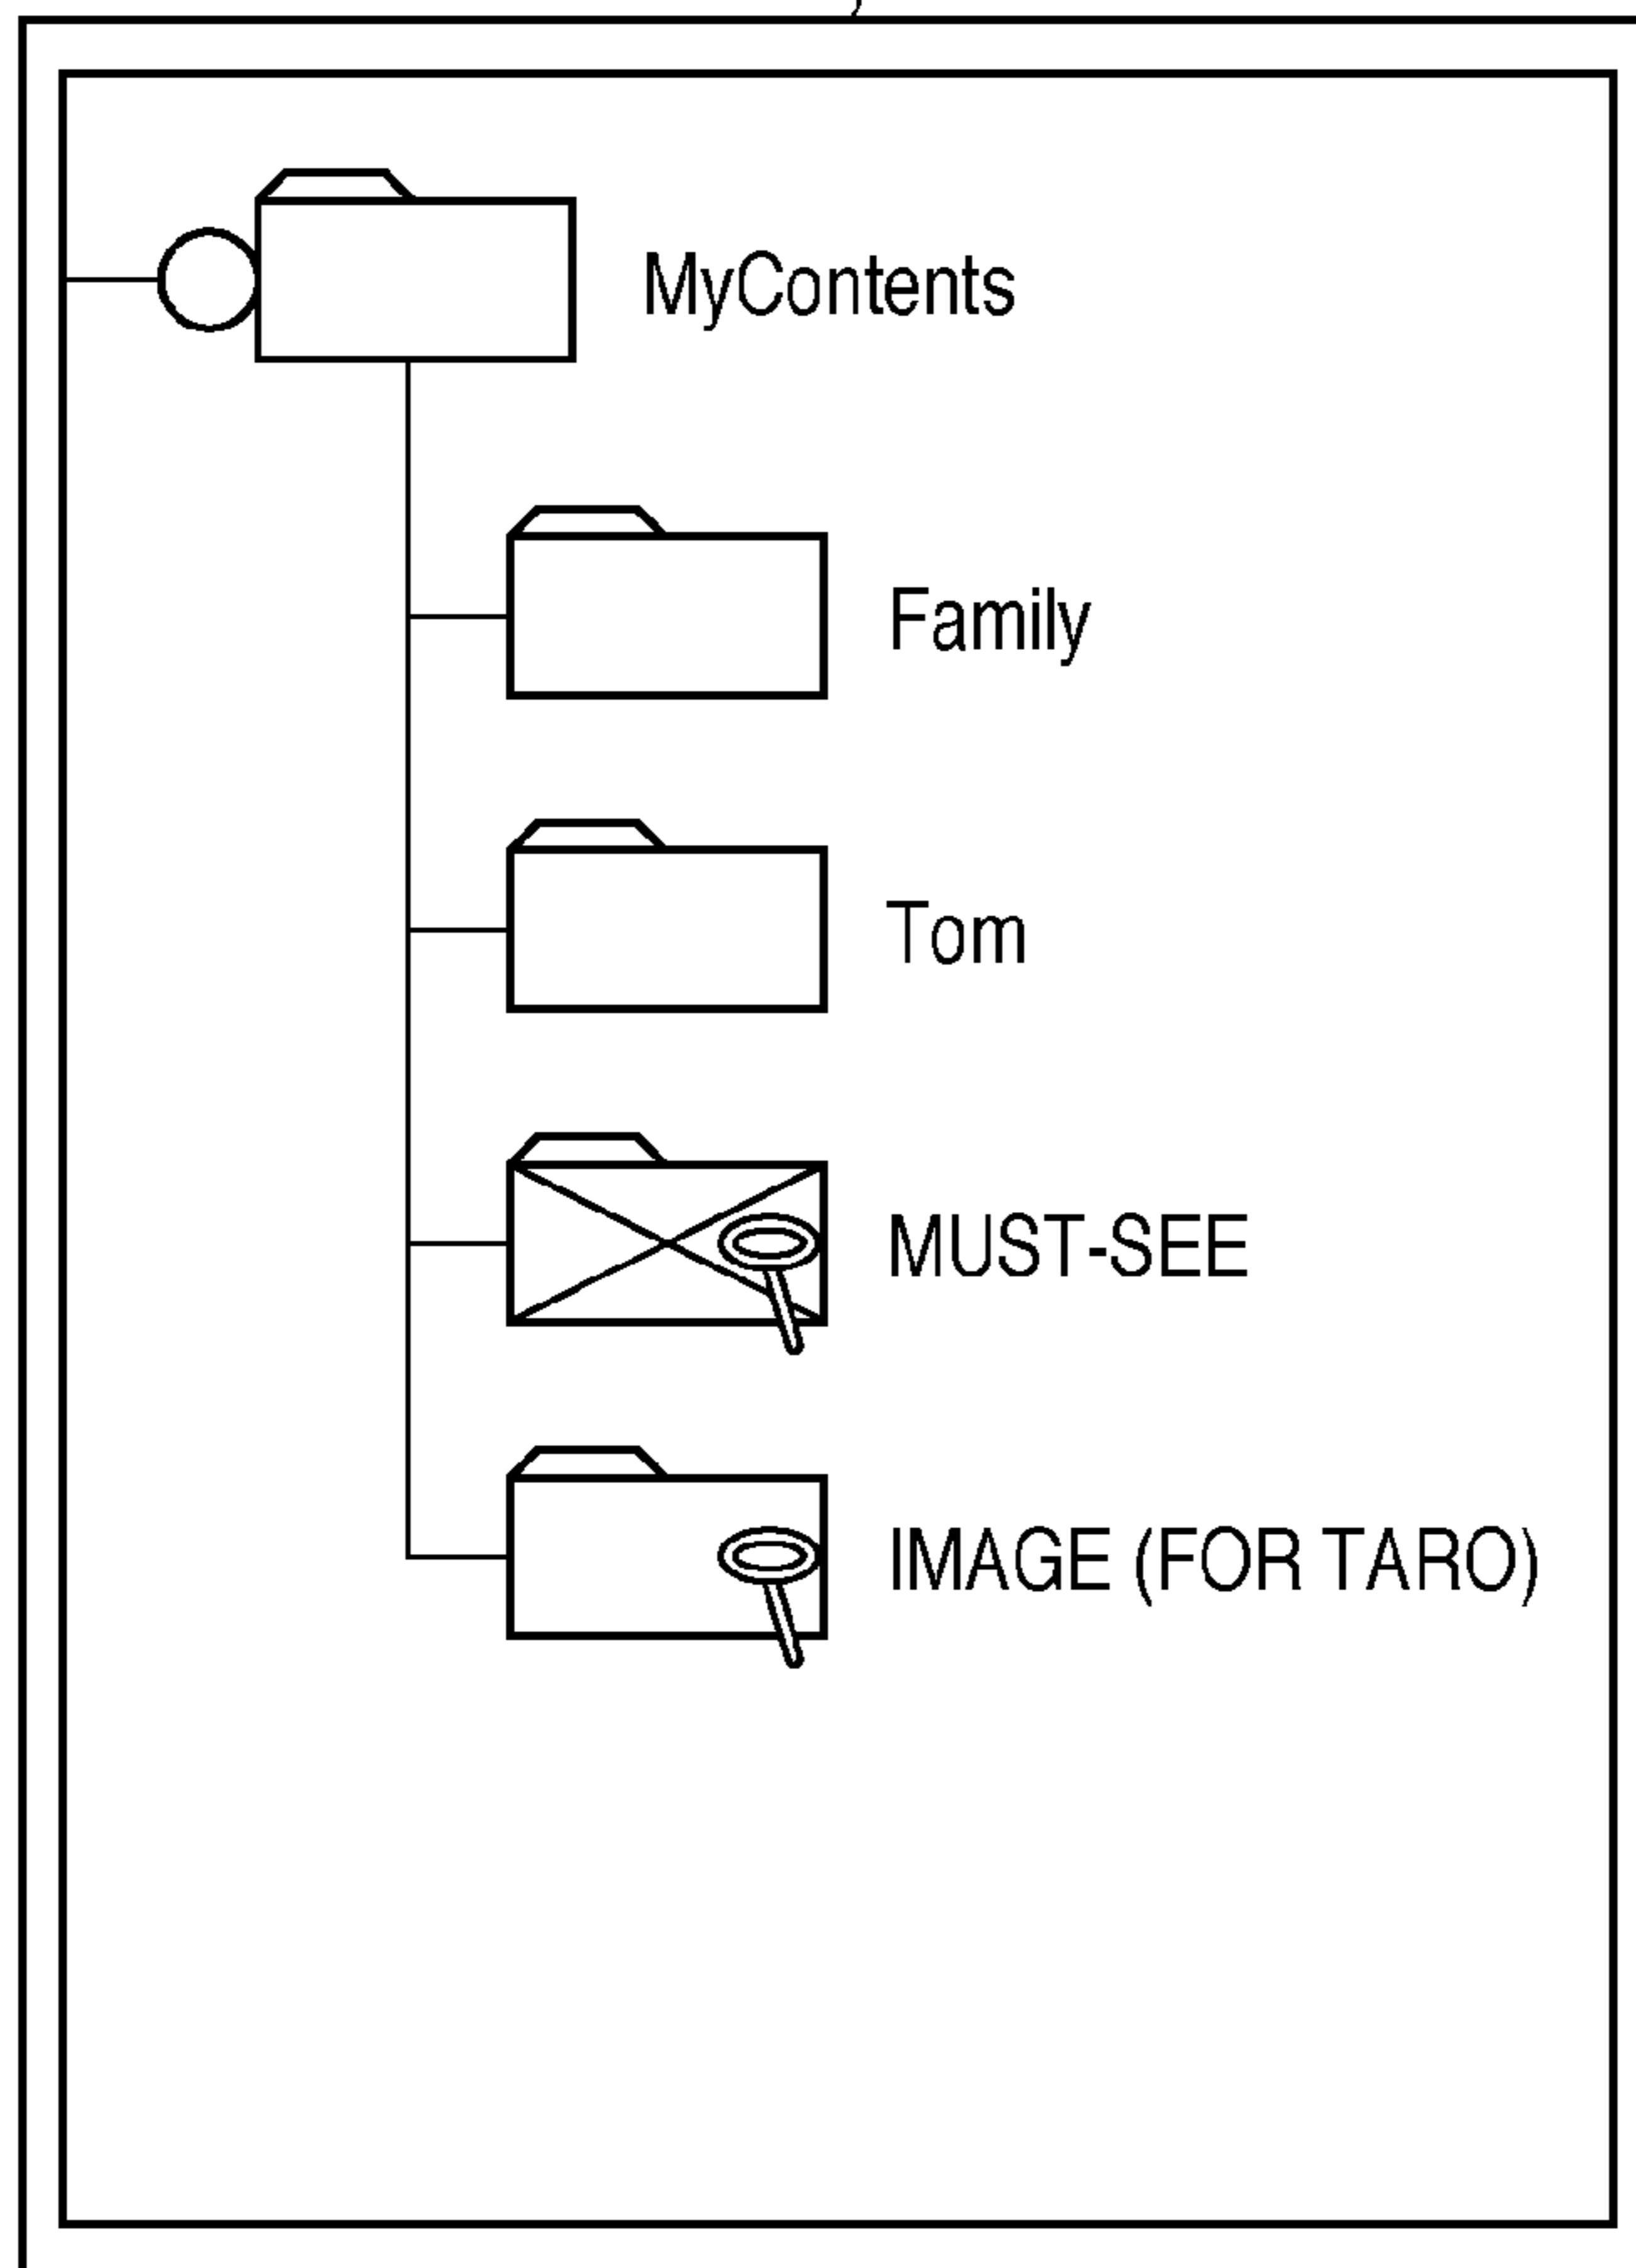 MyContents
Family
Tom
MUST-SEE
IMAGE (FOR TARO)